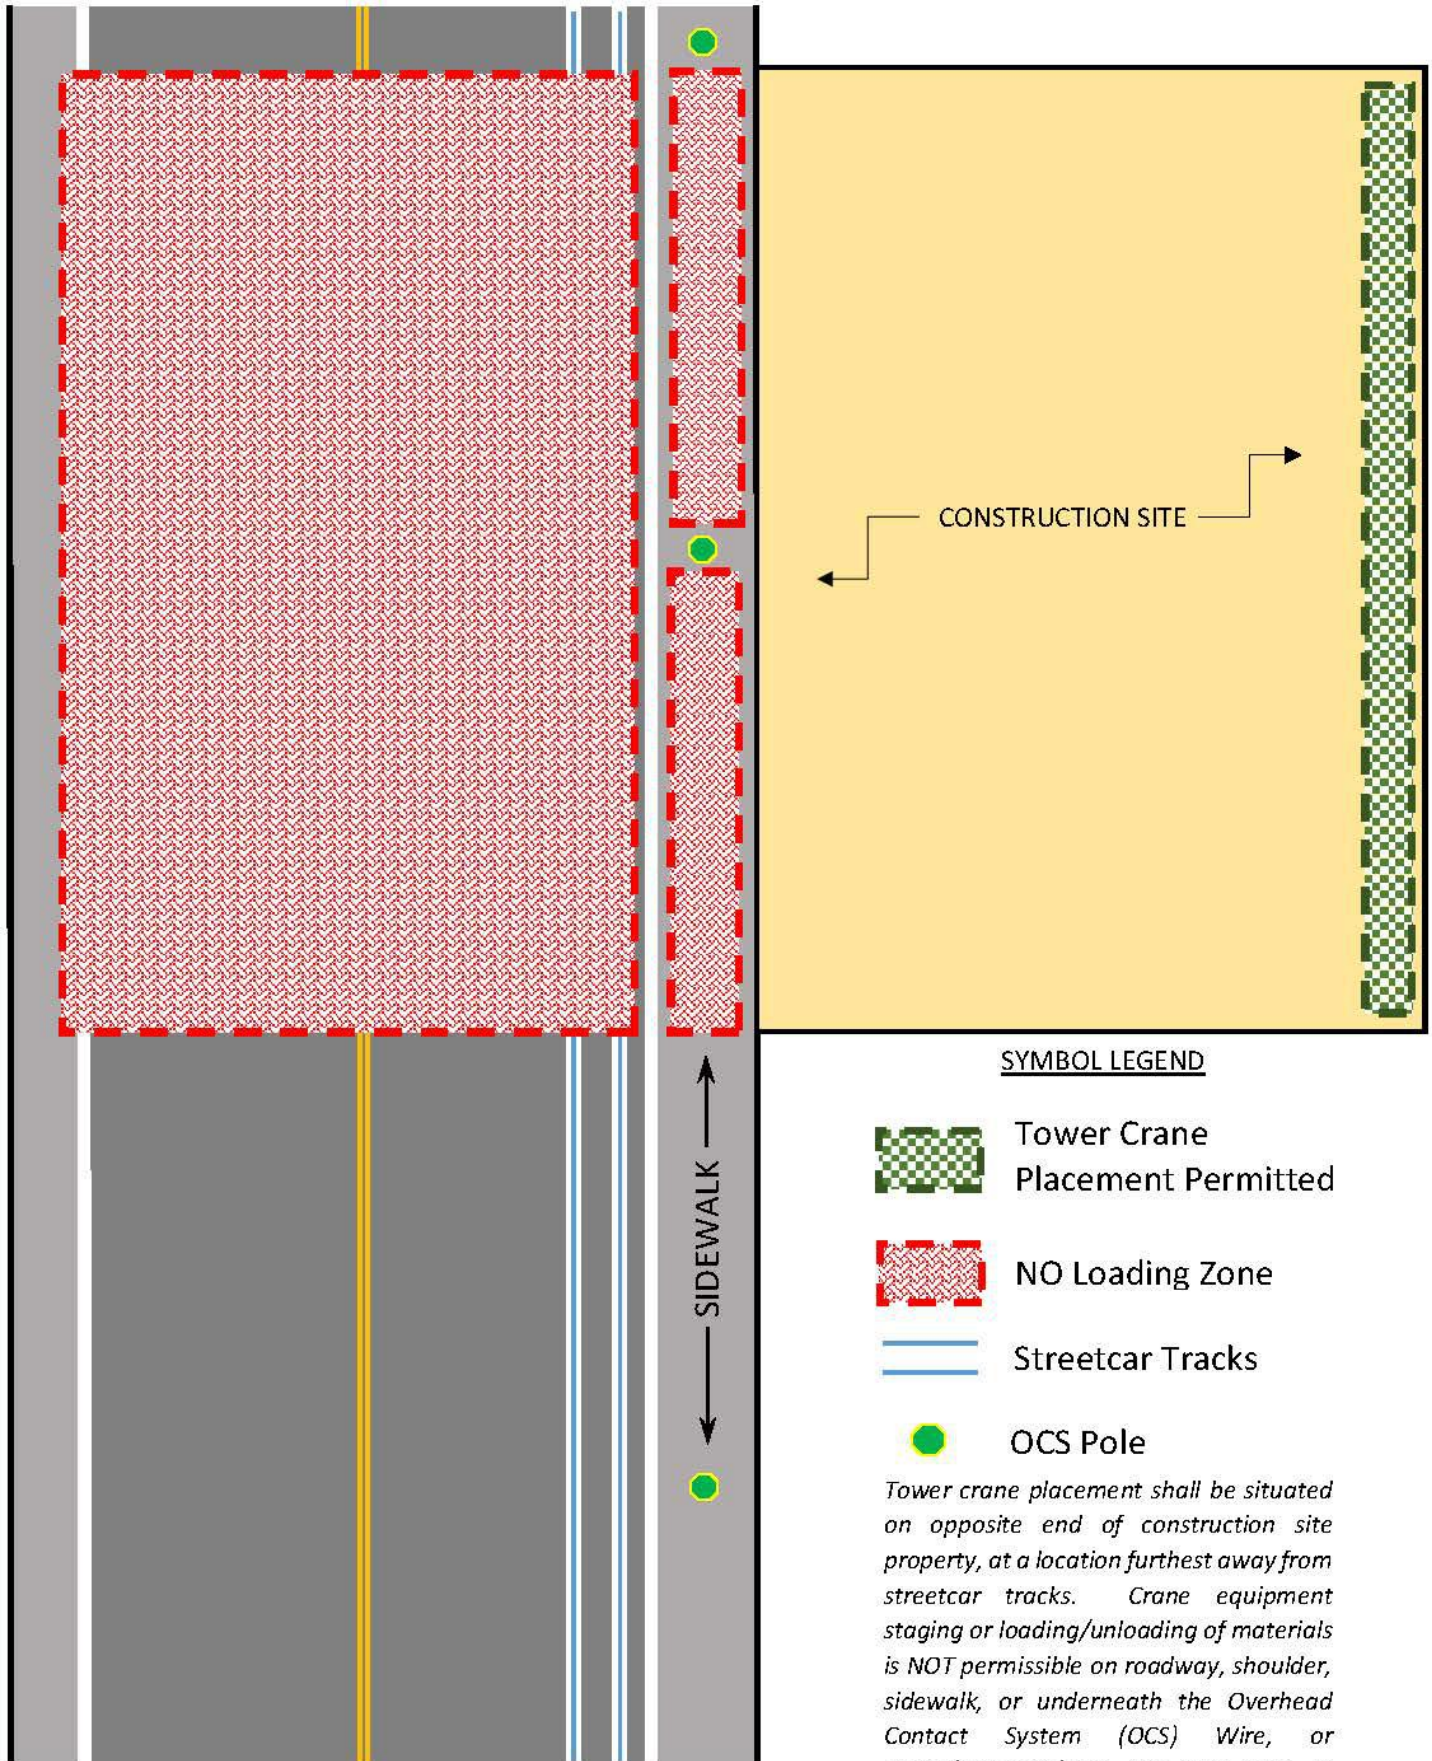 CONSTRUCTION SITE
SIDEWALK
SYMBOL LEGEND
Tower Crane
Placement Permitted
NO Loading Zone
Streetcar Tracks
OCS Pole
Tower crane placement shall be situated
on opposite end of construction site
property, at a location furthest away from
streetcar tracks. Crane equipment
staging or loading/unloading of materials
is NOT permissible on roadway, shoulder,
sidewalk, or underneath the Overhead
Contact System (OCS) Wire, or